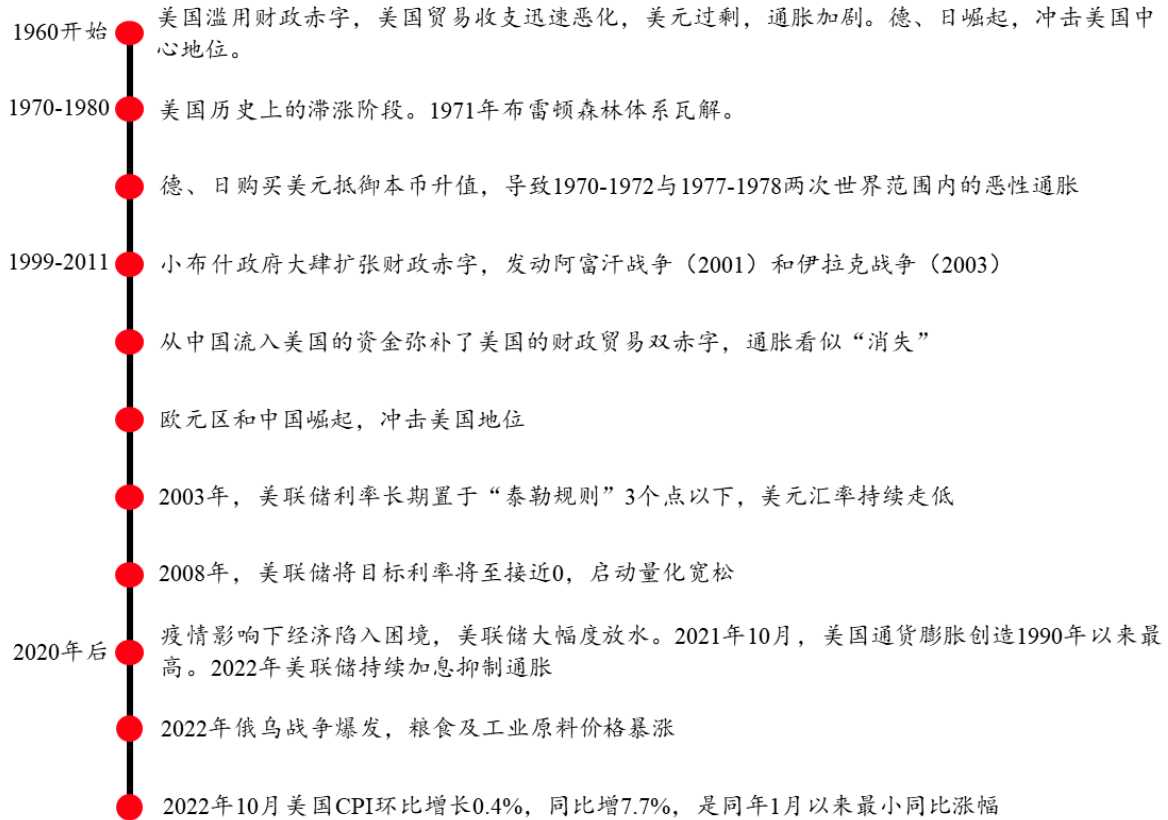 1960开始
美国滥用财政赤字，美国贸易收支迅速恶化，美元过剩，通胀加剧。德、日崛起，冲击美国中
心地位。
1970-1980
美国历史上的滞涨阶段。1971年布雷顿森林体系瓦解。
德、日购买美元抵御本币升值，导致1970-1972与1977-1978两次世界范围内的恶性通胀
1999-2011
小布什政府大肆扩张财政赤字，发动阿富汗战争（2001）和伊拉克战争（2003）
从中国流入美国的资金弥补了美国的财政贸易双赤字，通胀看似“消失”
欧元区和中国崛起，冲击美国地位
2003年，美联储利率长期置于“泰勒规则”3个点以下，美元汇率持续走低
2008年，美联储将目标利率将至接近0，启动量化宽松
2020年后
疫情影响下经济陷入困境，美联储大幅度放水。2021年10月，美国通货膨胀创造1990年以来最
高。2022年美联储持续加息抑制通胀
2022年俄乌战争爆发，粮食及工业原料价格暴涨
2022年10月美国CPI环比增长0.4%，同比增7.7%，是同年1月以来最小同比涨幅